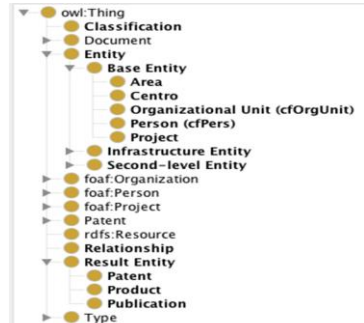 owl:Thing
Classification
Document
Entity
Base Entity
Area
Centro
Organizational Unit (cfOrgUnit)
Person (cfPers)
Project
Infrastructure Entity
Second-level Entity
foaf:Organization
foaf:Person
foaf:Project
Patent
rdfs:Resource
Relationship
Result Entity
Patent
Product
Publication
Type